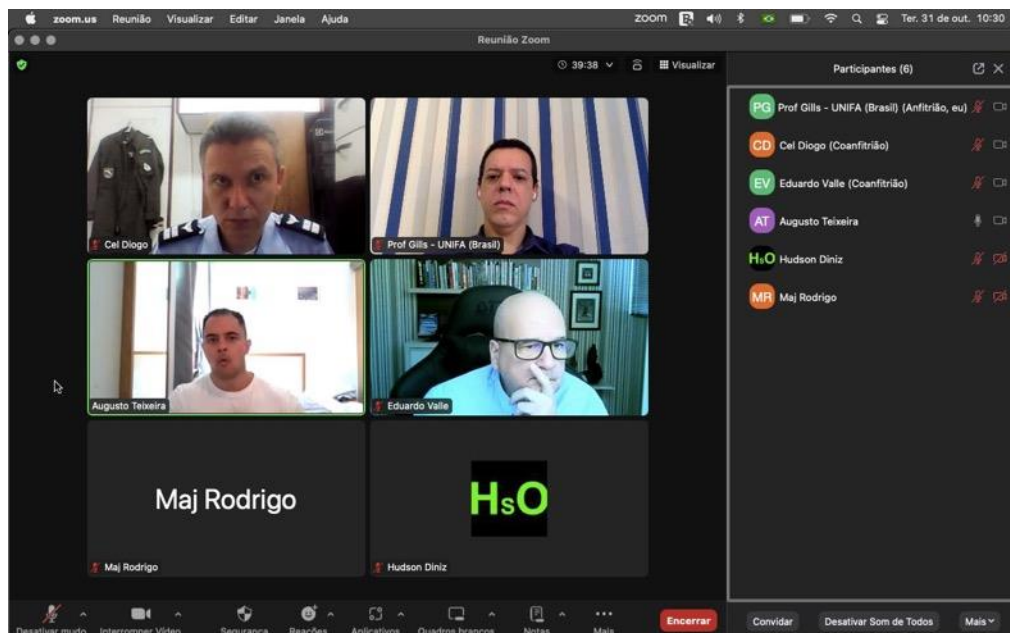 zoom.us Reunião Visualizar Editar Janela Ajuda zoom Ter. 31 de out. 10:30
Reunião Zoom
39:38 Visualizar
Participantes (6)
PG Prof Gills - UNIFA (Brasil) (Anfitrião, eu)
CD Cel Diogo (Coanfitrião)
EV Eduardo Valle (Coanfitrião)
AT Augusto Teixeira
HsO Hudson Diniz
MR Maj Rodrigo
Cel Diogo
Prof Gills - UNIFA (Brasil)
Augusto Teixeira
Eduardo Valle
Maj Rodrigo
Maj Rodrigo
HsO
Hudson Diniz
Desativar mudo Interromper Vídeo Segurança Reações Aplicativos Quadros brancos Notas Mais
Encerrar
Convidar Desativar Som de Todos Mais